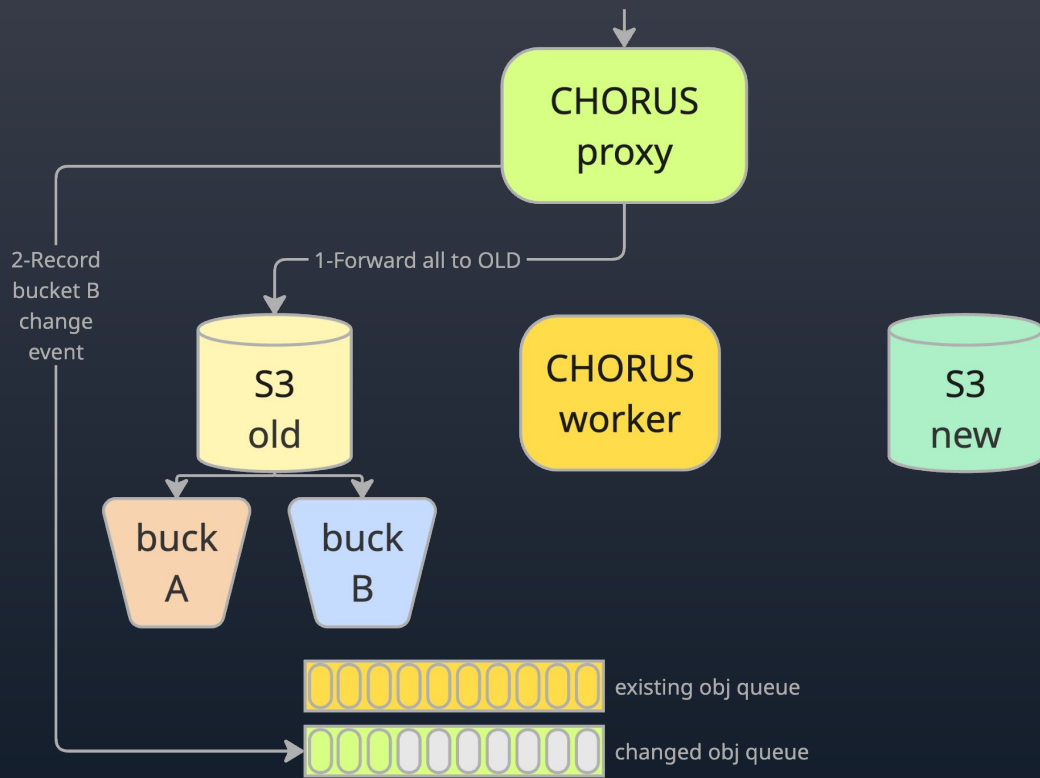 CHORUS
proxy
1-Forward all to OLD
2-Record
bucket B
change
event
S3
old
CHORUS
worker
S3
new
buck
A
buck
B
existing obj queue
changed obj queue